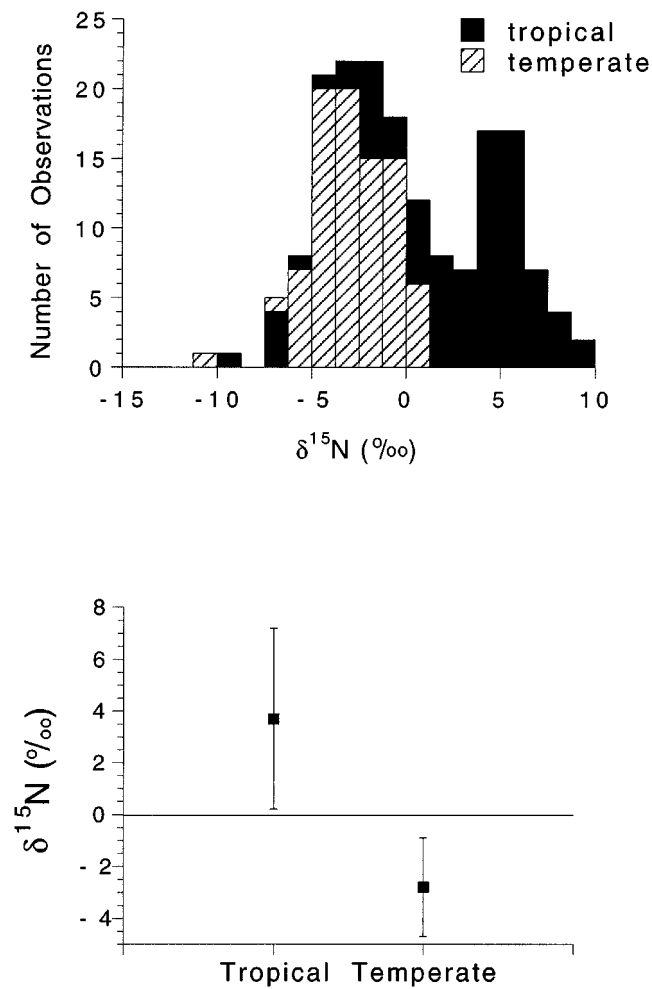 tropical
temperate
Number of Observations
25
20
15
10
5
0
-15 -10 -5 0 5 10
δ¹⁵N (‰)
8
6
4
2
0
-2
-4
δ¹⁵N (‰)
Tropical Temperate